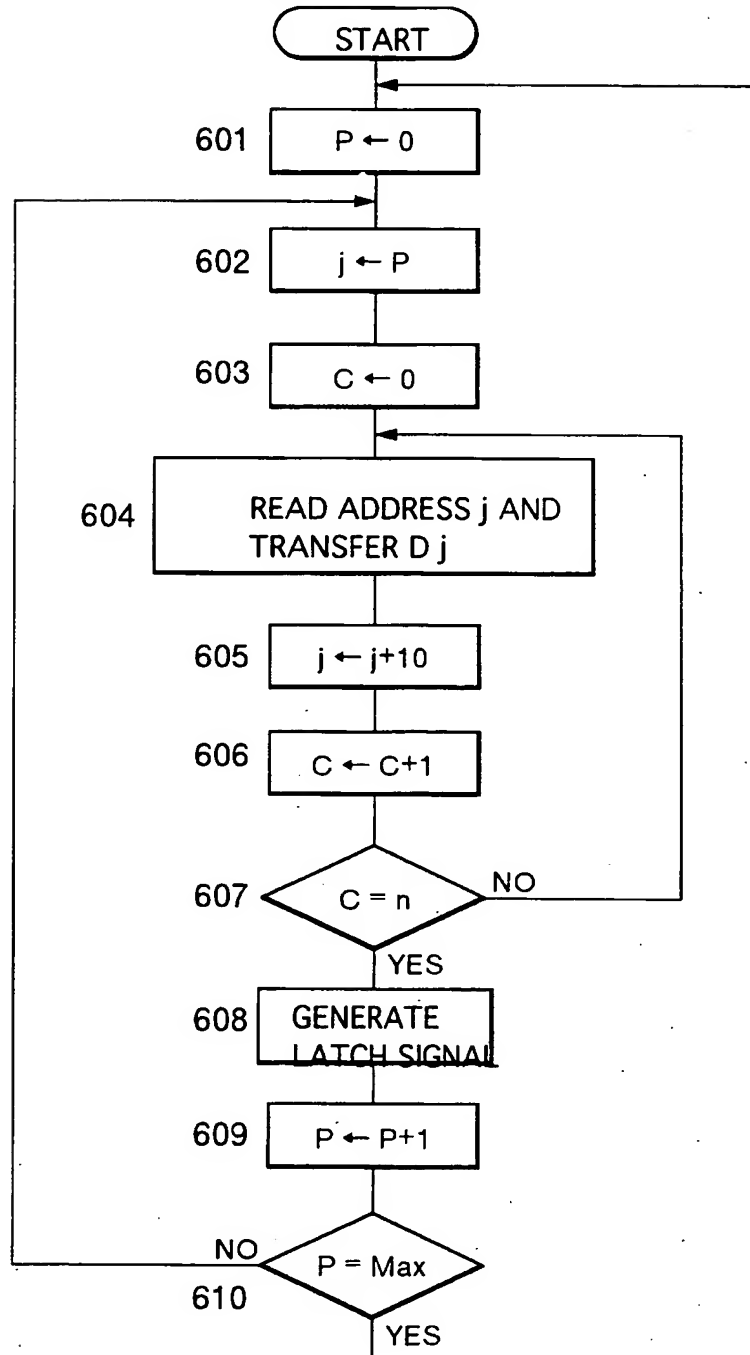 START
601
P ← 0
602
j ← P
603
C ← 0
604
READ ADDRESS j AND
TRANSFER D j
605
j ← j+10
606
C ← C+1
607
C = n
NO
YES
608
GENERATE
LATCH SIGNAL
609
P ← P+1
NO
P = Max
610
YES